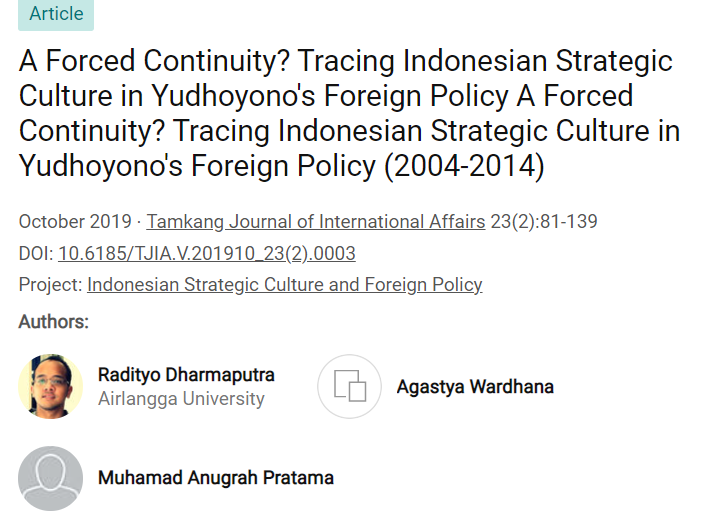 Article
A Forced Continuity? Tracing Indonesian Strategic
Culture in Yudhoyono's Foreign Policy A Forced
Continuity? Tracing Indonesian Strategic Culture in
Yudhoyono's Foreign Policy (2004-2014)
October 2019 · Tamkang Journal of International Affairs 23(2):81-139
DOI: 10.6185/TJIA.V.201910_23(2).0003
Project: Indonesian Strategic Culture and Foreign Policy
Authors:
Radityo Dharmaputra
Airlangga University
Agastya Wardhana
Muhamad Anugrah Pratama